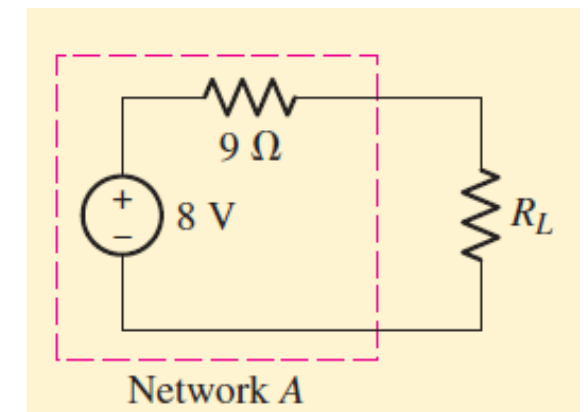 9 Ω
+
8 V
−
R_L
Network A